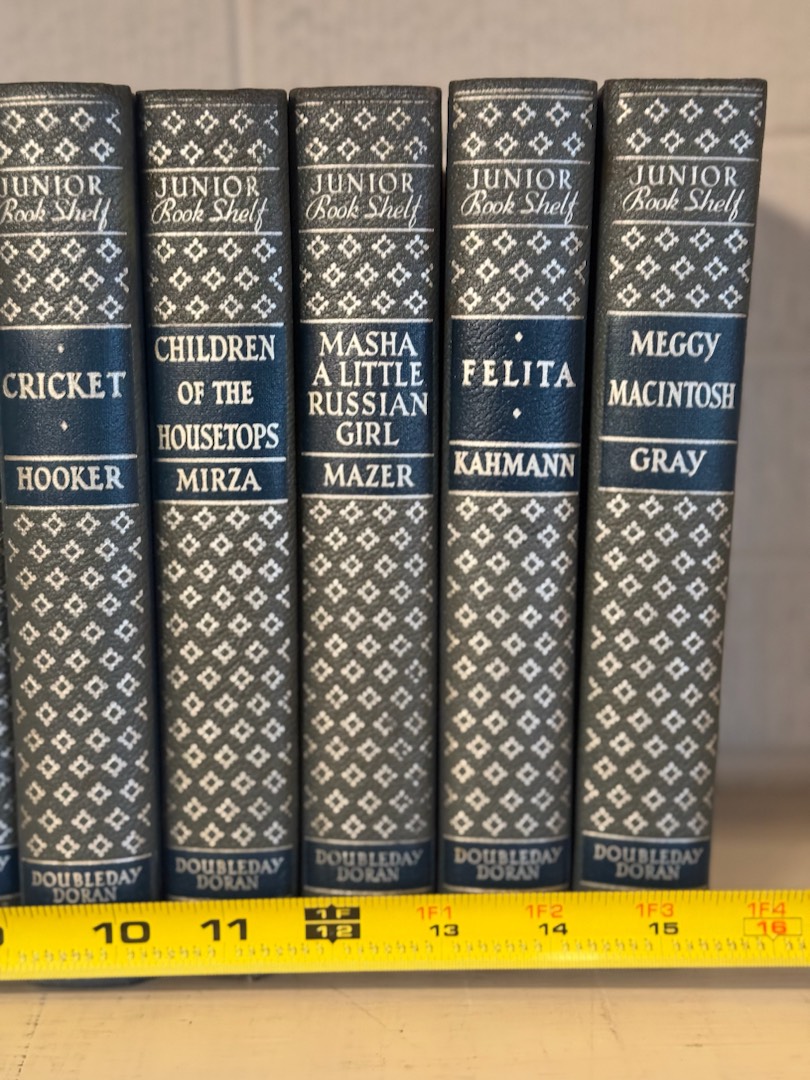 JUNIOR
Book Shelf
CRICKET
HOOKER
DOUBLEDAY
DORAN
JUNIOR
Book Shelf
CHILDREN
OF THE
HOUSETOPS
MIRZA
DOUBLEDAY
DORAN
JUNIOR
Book Shelf
MASHA
A LITTLE
RUSSIAN
GIRL
MAZER
DOUBLEDAY
DORAN
JUNIOR
Book Shelf
FELITA
KAHMANN
DOUBLEDAY
DORAN
JUNIOR
Book Shelf
MEGGY
MACINTOSH
GRAY
DOUBLEDAY
DORAN
1F 1F1 1F2 1F3 1F4
10 11 12 13 14 15 16